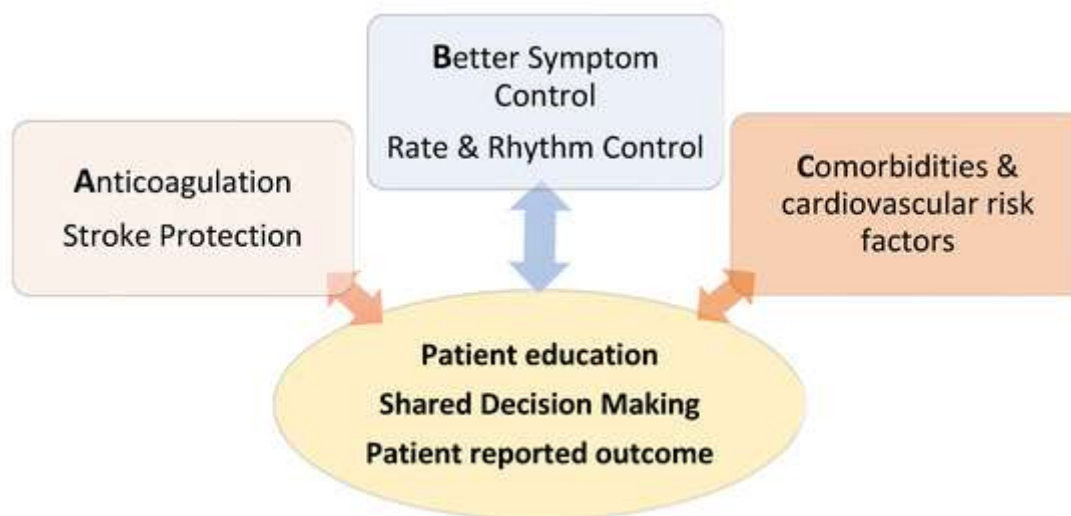 Anticoagulation
Stroke Protection
Better Symptom
Control
Rate & Rhythm Control
Comorbidities &
cardiovascular risk
factors
Patient education
Shared Decision Making
Patient reported outcome